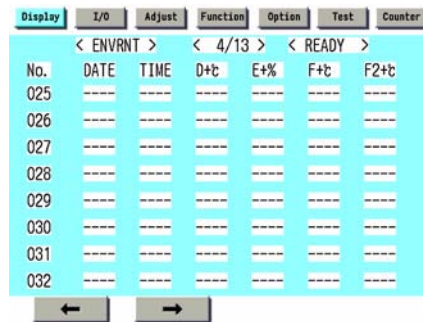 Display I/O Adjust Function Option Test Counter
< ENVRNT > < 4/13 > < READY >
No. DATE TIME D+℃ E+% F+℃ F2+℃
025 ---- ---- ---- ---- ---- ----
026 ---- ---- ---- ---- ---- ----
027 ---- ---- ---- ---- ---- ----
028 ---- ---- ---- ---- ---- ----
029 ---- ---- ---- ---- ---- ----
030 ---- ---- ---- ---- ---- ----
031 ---- ---- ---- ---- ---- ----
032 ---- ---- ---- ---- ---- ----
← →